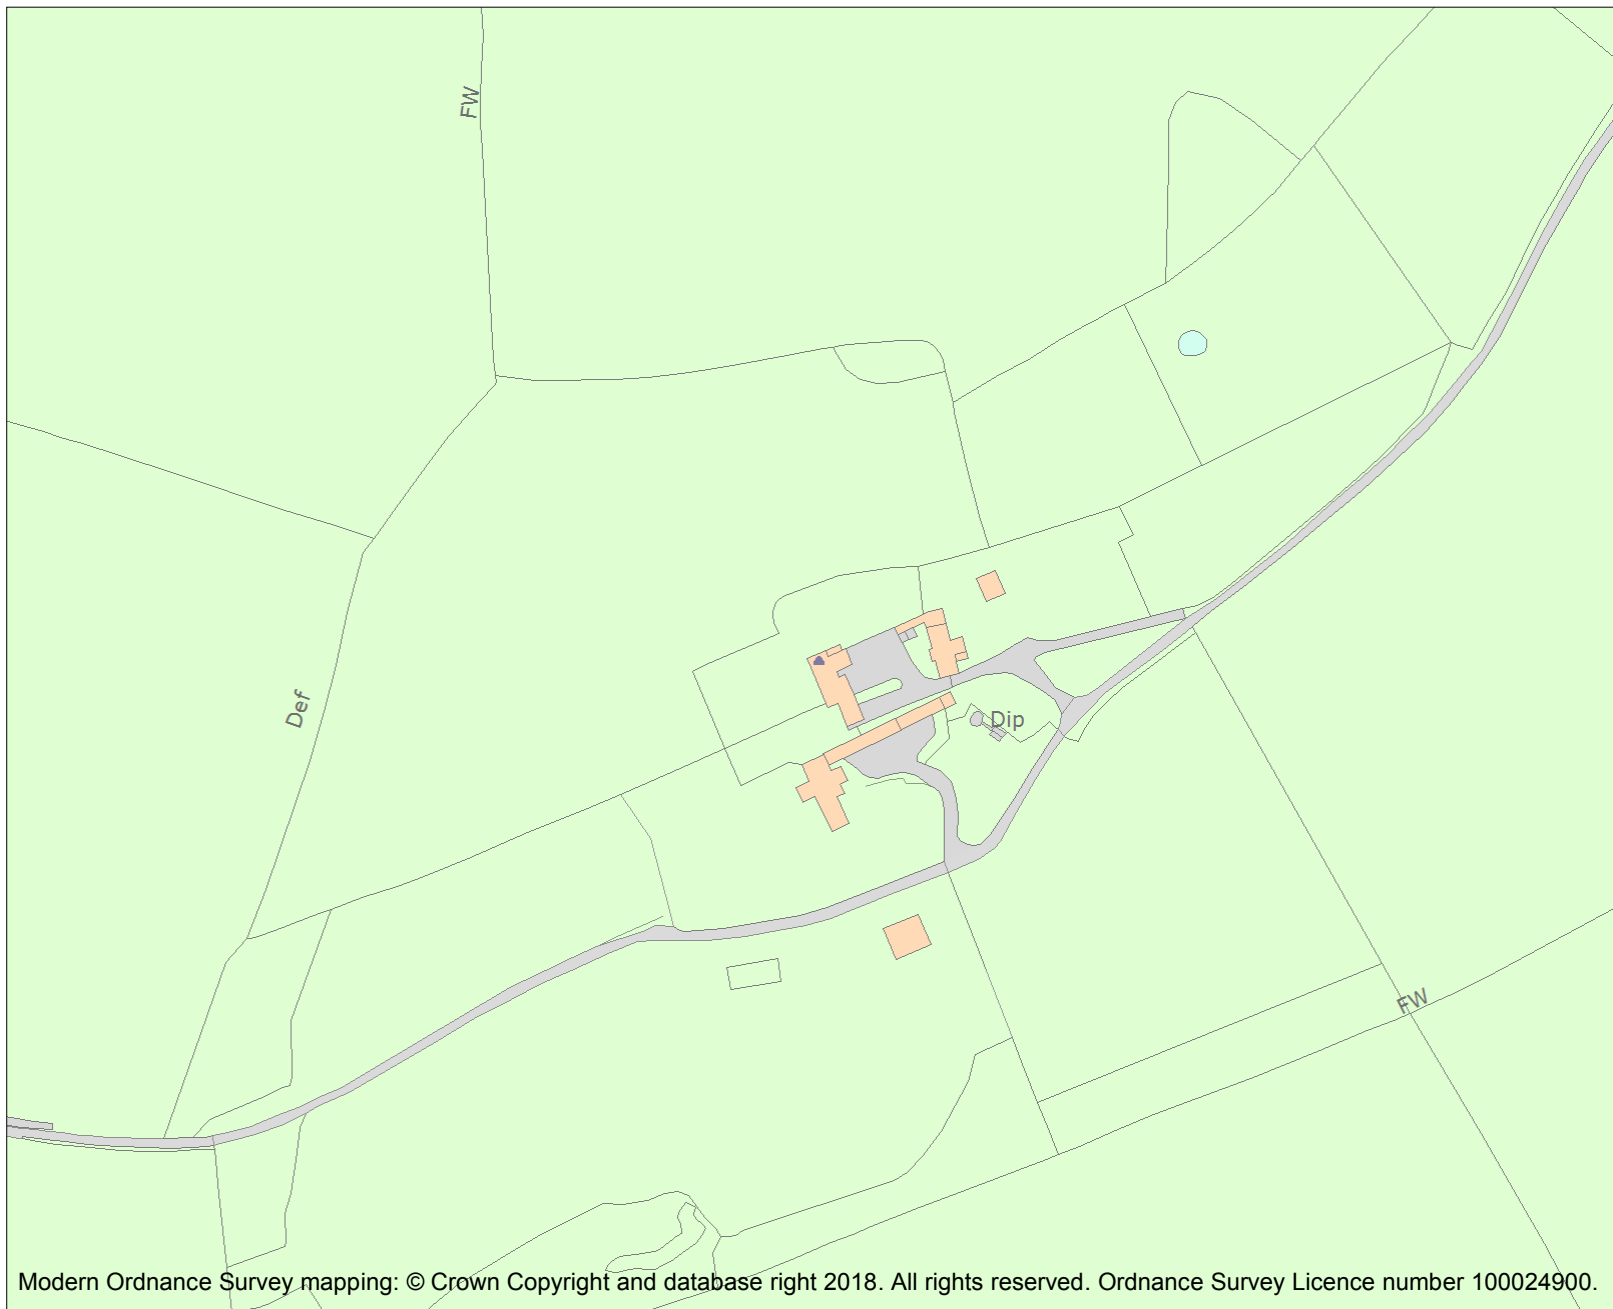 FW
Def
Dip
FW
Modern Ordnance Survey mapping: © Crown Copyright and database right 2018. All rights reserved. Ordnance Survey Licence number 100024900.